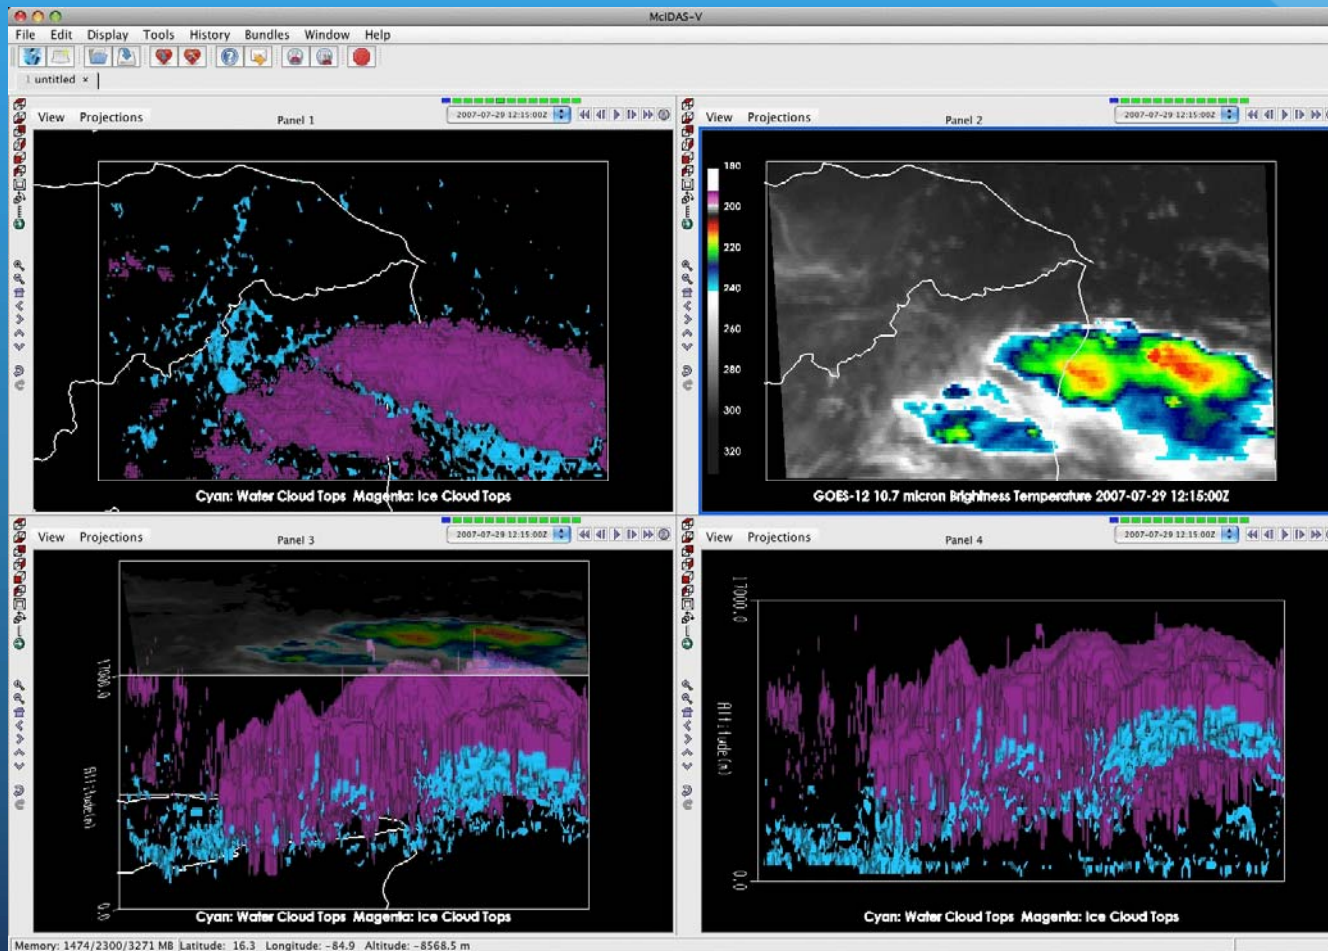 McIDAS-V
File Edit Display Tools History Bundles Window Help
1 untitled ×
View Projections Panel 1 2007-07-29 12:15:00Z
Cyan: Water Cloud Tops Magenta: Ice Cloud Tops
View Projections Panel 2 2007-07-29 12:15:00Z
180
200
220
240
260
280
300
320
GOES-12 10.7 micron Brightness Temperature 2007-07-29 12:15:00Z
View Projections Panel 3 2007-07-29 12:15:00Z
17000.0
Altitude(m)
0.0
Cyan: Water Cloud Tops Magenta: Ice Cloud Tops
View Projections Panel 4 2007-07-29 12:15:00Z
17000.0
Altitude(m)
0.0
Cyan: Water Cloud Tops Magenta: Ice Cloud Tops
Memory: 1474/2300/3271 MB Latitude: 16.3 Longitude: -84.9 Altitude: -8568.5 m